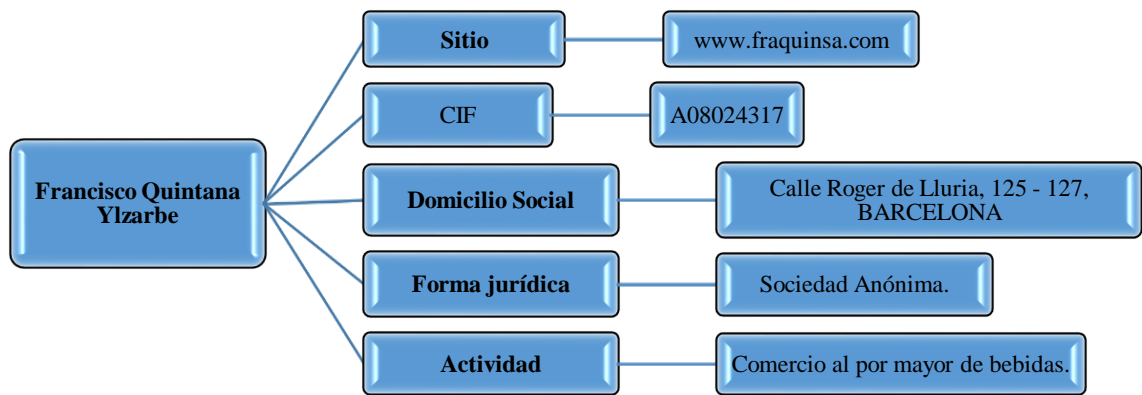 Francisco Quintana
Ylzarbe
Sitio
www.fraquinsa.com
CIF
A08024317
Domicilio Social
Calle Roger de Lluria, 125 - 127,
BARCELONA
Forma jurídica
Sociedad Anónima.
Actividad
Comercio al por mayor de bebidas.